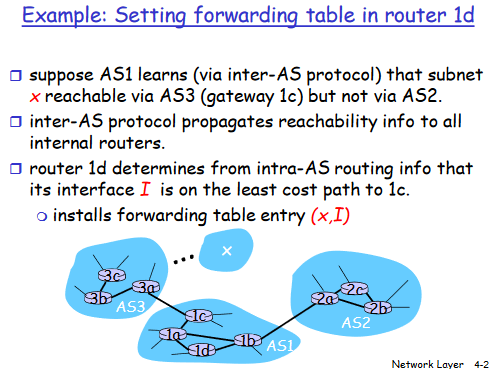 Example: Setting forwarding table in router 1d
suppose AS1 learns (via inter-AS protocol) that subnet
x reachable via AS3 (gateway 1c) but not via AS2.
inter-AS protocol propagates reachability info to all
internal routers.
router 1d determines from intra-AS routing info that
its interface I is on the least cost path to 1c.
installs forwarding table entry (x,I)
...
x
3c
3b
3a
AS3
1c
1a
1d
1b
AS1
2a
2c
2b
AS2
Network Layer 4-2